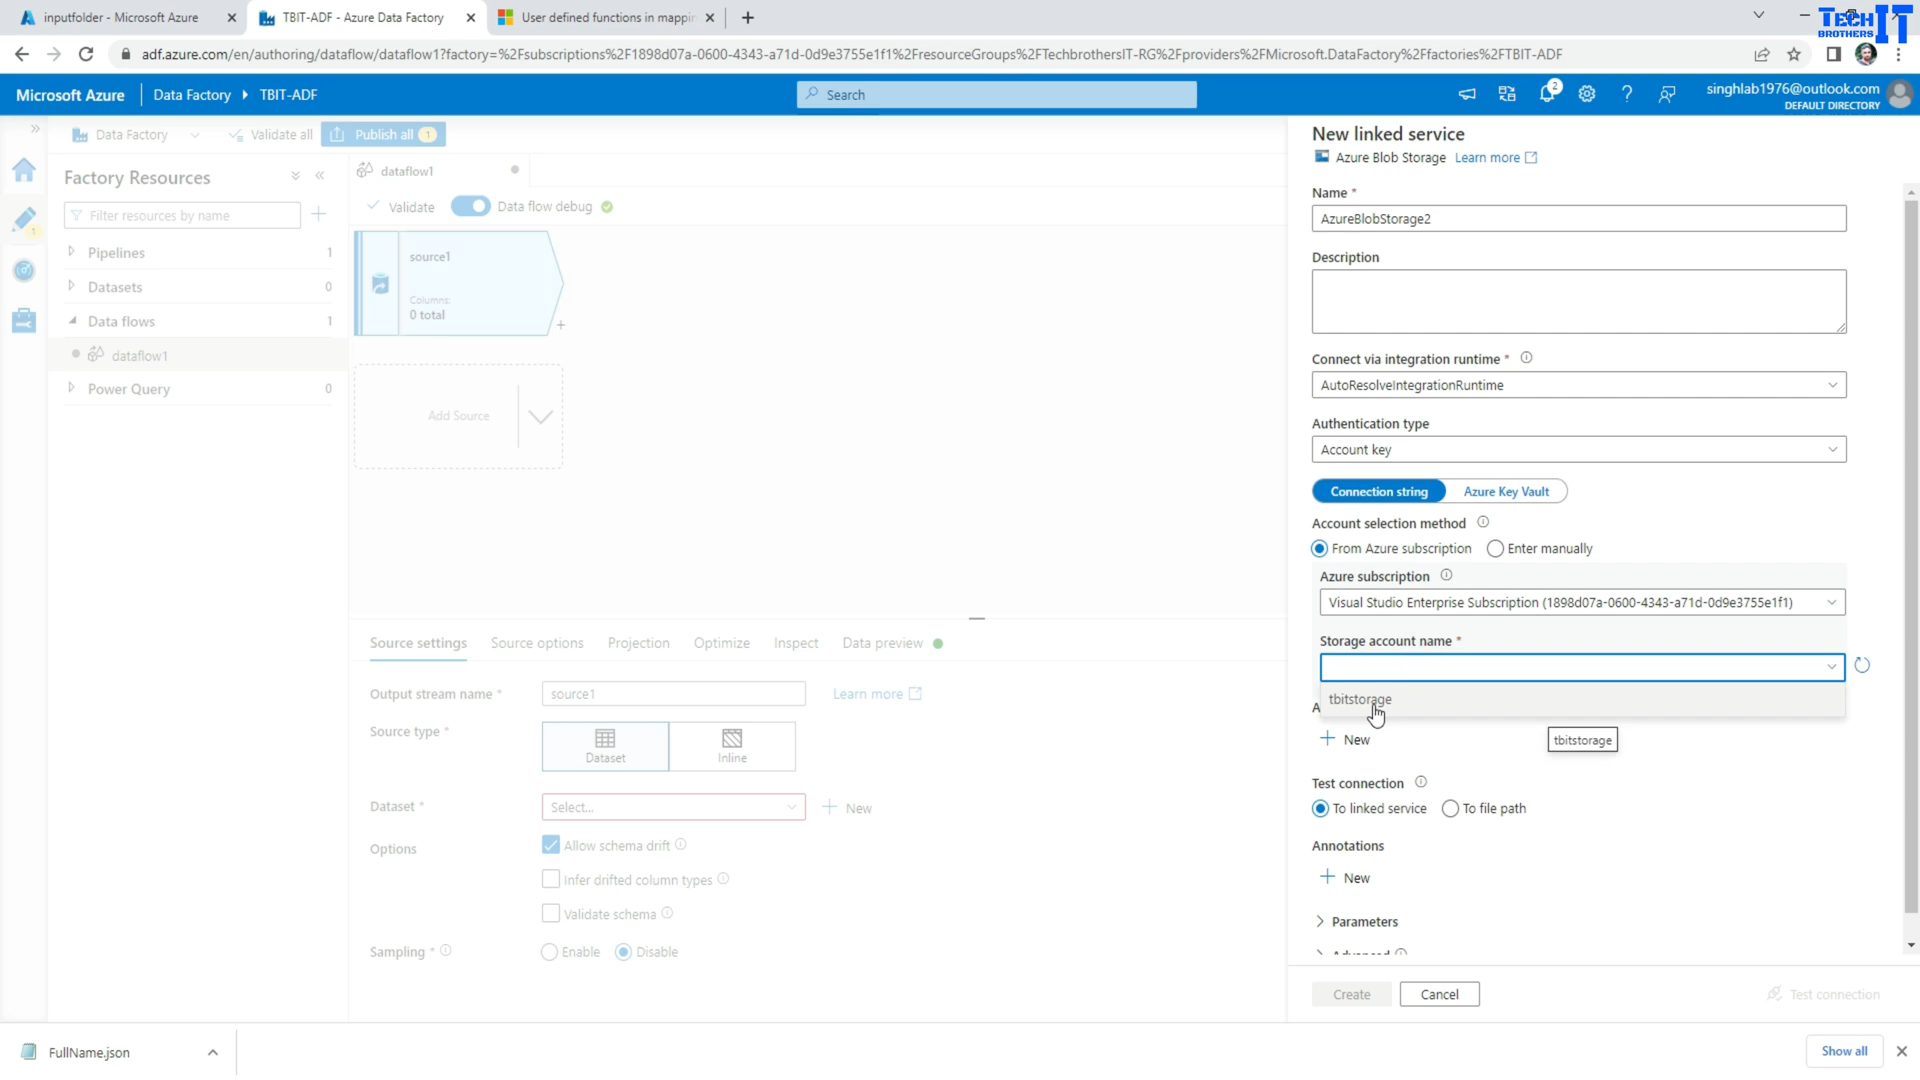 inputfolder - Microsoft Azure
TBIT-ADF - Azure Data Factory
User defined functions in mappin
TECH IT
BROTHERS
adf.azure.com/en/authoring/dataflow/dataflow1?factory=%2Fsubscriptions%2F1898d07a-0600-4343-a71d-0d9e3755e1f1%2FresourceGroups%2FTechbrothersIT-RG%2Fproviders%2FMicrosoft.DataFactory%2Ffactories%2FTBIT-ADF
Microsoft Azure
Data Factory
TBIT-ADF
Search
2
singhlab1976@outlook.com
DEFAULT DIRECTORY
Data Factory
Validate all
Publish all 1
Factory Resources
Filter resources by name
1
Pipelines 1
Datasets 0
Data flows 1
dataflow1
Power Query 0
dataflow1
Validate
Data flow debug
source1
Columns:
0 total
Add Source
Source settings
Source options
Projection
Optimize
Inspect
Data preview
Output stream name *
source1
Learn more
Source type *
Dataset
Inline
Dataset *
Select...
New
Options
Allow schema drift
Infer drifted column types
Validate schema
Sampling *
Enable
Disable
New linked service
Azure Blob Storage Learn more
Name *
AzureBlobStorage2
Description
Connect via integration runtime *
AutoResolveIntegrationRuntime
Authentication type
Account key
Connection string
Azure Key Vault
Account selection method
From Azure subscription
Enter manually
Azure subscription
Visual Studio Enterprise Subscription (1898d07a-0600-4343-a71d-0d9e3755e1f1)
Storage account name *
tbitstorage
A
New
tbitstorage
Test connection
To linked service
To file path
Annotations
New
Parameters
Advanced
Create
Cancel
Test connection
FullName.json
Show all